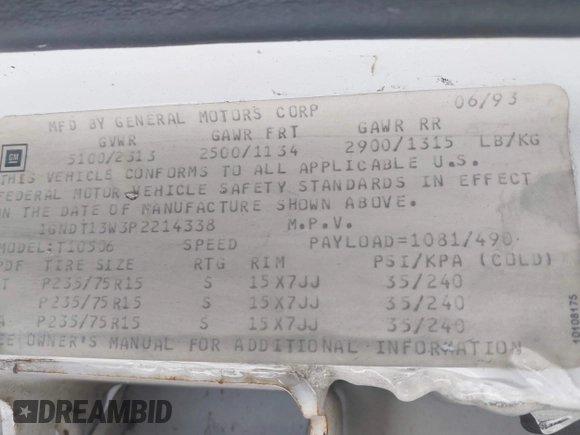 MFD BY GENERAL MOTORS CORP 06/93
GVWR GAWR FRT GAWR RR
5100/2313 2500/1134 2900/1315 LB/KG
THIS VEHICLE CONFORMS TO ALL APPLICABLE U.S.
FEDERAL MOTOR VEHICLE SAFETY STANDARDS IN EFFECT
ON THE DATE OF MANUFACTURE SHOWN ABOVE.
1GNDT13W3P2214338 M.P.V.
MODEL:T10506 SPEED PAYLOAD=1081/490
PDF TIRE SIZE RTG RIM PSI/KPA (COLD)
T P235/75R15 S 15X7JJ 35/240
P235/75R15 S 15X7JJ 35/240
A P235/75R15 S 15X7JJ 35/240
EE OWNER'S MANUAL FOR ADDITIONAL INFORMATION
GM
DREAMBID